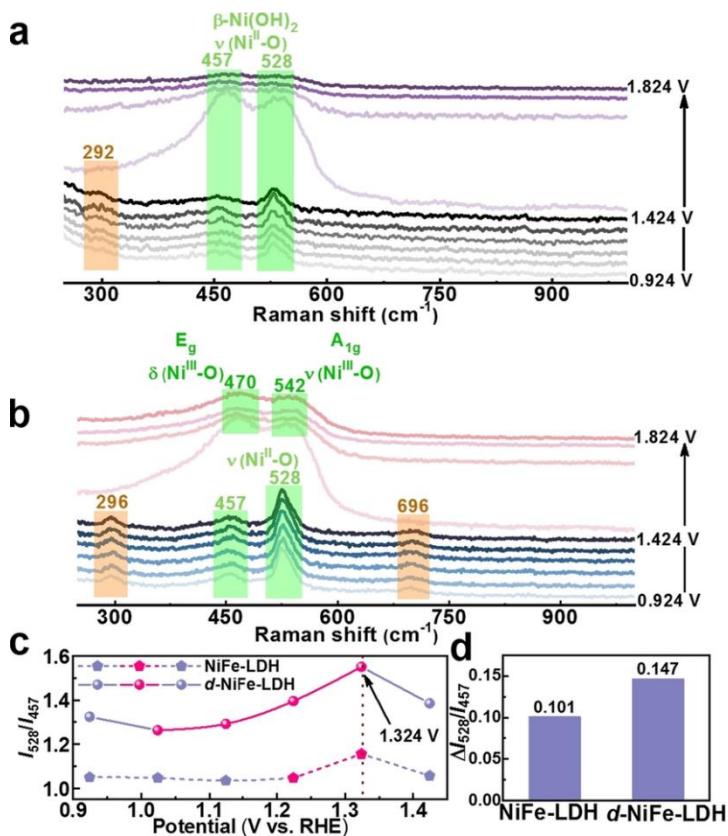 a
β-Ni(OH)₂
ν(Niᴵᴵ-O)
457 528
292
1.824 V
1.424 V
0.924 V
300 450 600 750 900
Raman shift (cm⁻¹)
b
E_g A_1g
δ(Niᴵᴵᴵ-O) 470 542 ν(Niᴵᴵᴵ-O)
ν(Niᴵᴵ-O)
528
296 457 696
1.824 V
1.424 V
0.924 V
300 450 600 750 900
Raman shift (cm⁻¹)
c
I₅₂₈/I₄₅₇
1.6
1.4
1.2
1.0
NiFe-LDH
d-NiFe-LDH
1.324 V
0.9 1.0 1.1 1.2 1.3 1.4
Potential (V vs. RHE)
d
ΔI₅₂₈/I₄₅₇
0.15
0.10
0.05
0.00
0.101
0.147
NiFe-LDH d-NiFe-LDH